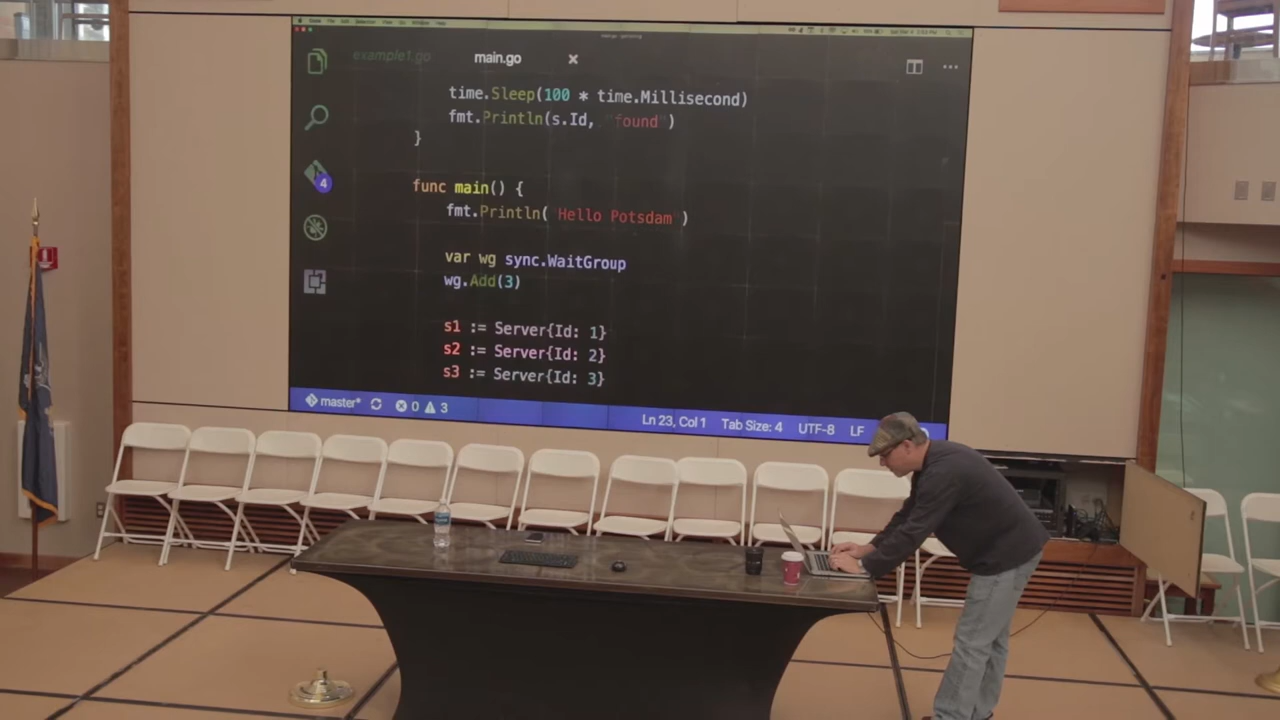 example1.go main.go
time.Sleep(100 * time.Millisecond)
fmt.Println(s.Id, "found")
}
func main() {
fmt.Println("Hello Potsdam")
var wg sync.WaitGroup
wg.Add(3)
s1 := Server{Id: 1}
s2 := Server{Id: 2}
s3 := Server{Id: 3}
4
master* 0 3 Ln 23, Col 1 Tab Size: 4 UTF-8 LF